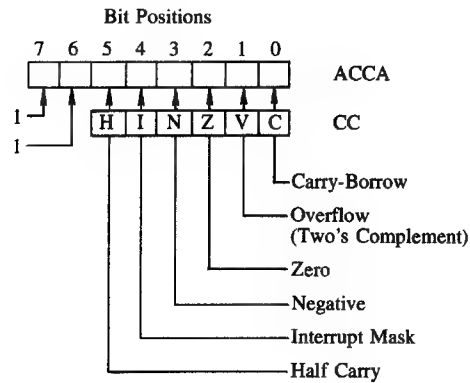 Bit Positions
7 6 5 4 3 2 1 0
ACCA
1
H I N Z V C CC
1
Carry-Borrow
Overflow
(Two's Complement)
Zero
Negative
Interrupt Mask
Half Carry